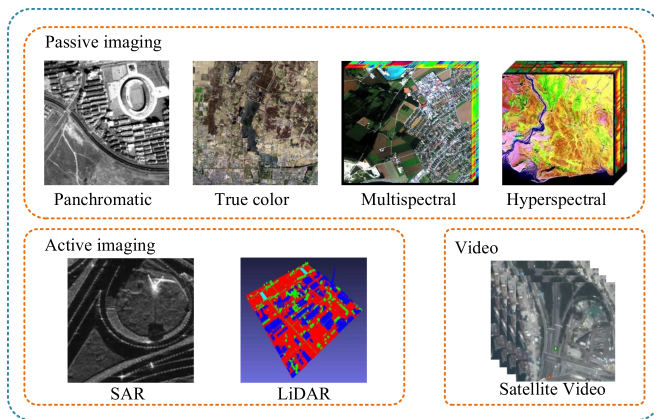 Passive imaging
Panchromatic
True color
Multispectral
Hyperspectral
Active imaging
SAR
LiDAR
Video
Satellite Video